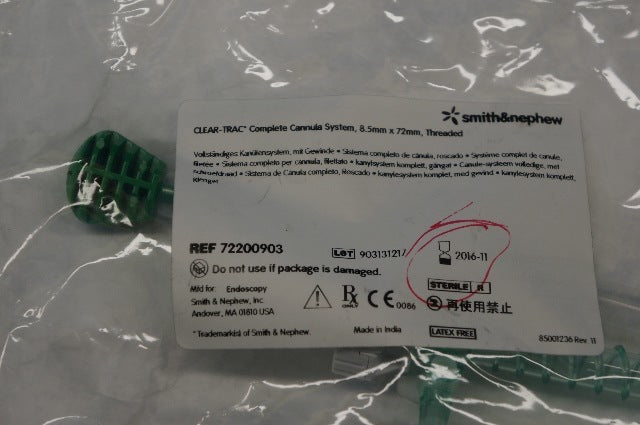 smith&nephew
CLEAR-TRAC* Complete Cannula System, 8.5mm x 72mm, Threaded
Vollständiges Kanülensystem, mit Gewinde • Sistema completo de cánula, roscado • Système complet de canule,
filetée • Sistema completo per cannula, filettato • kanylsystem komplett, gängat • Canule-systeem volledige, met
schroefdraad • Sistema de Cânula completo, Roscado • kanylesystem komplet, med gevind • kanylesystem komplett,
REF 72200903
LOT 90313121
2016-11
Do not use if package is damaged.
STERILE R
Mfd for: Endoscopy
Smith & Nephew, Inc
Andover, MA 01810 USA
Rx ONLY
CE 0086
再使用禁止
*Trademark(s) of Smith & Nephew.
Made in India
LATEX FREE
85001236 Rev. 11